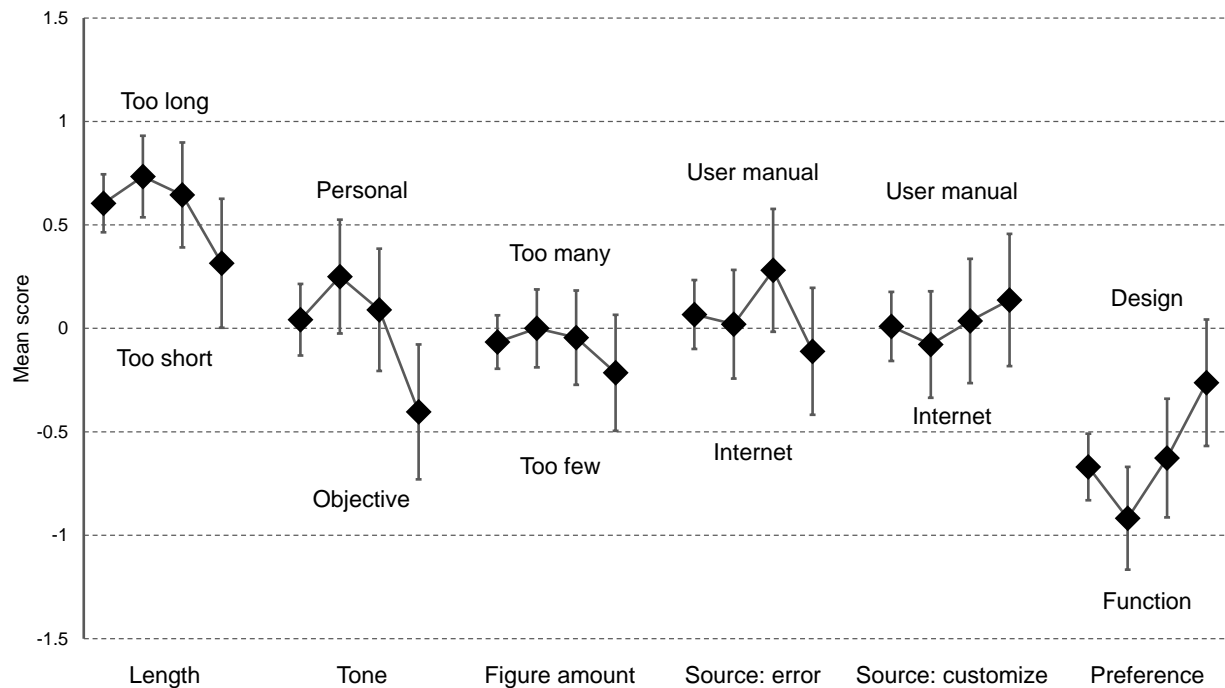 1.5
Too long
1
User manual
User manual
Personal
0.5
Too many
Design
0
Mean score
Too short
Internet
-0.5
Too few
Internet
Objective
-1
Function
-1.5
Length Tone Figure amount Source: error Source: customize Preference